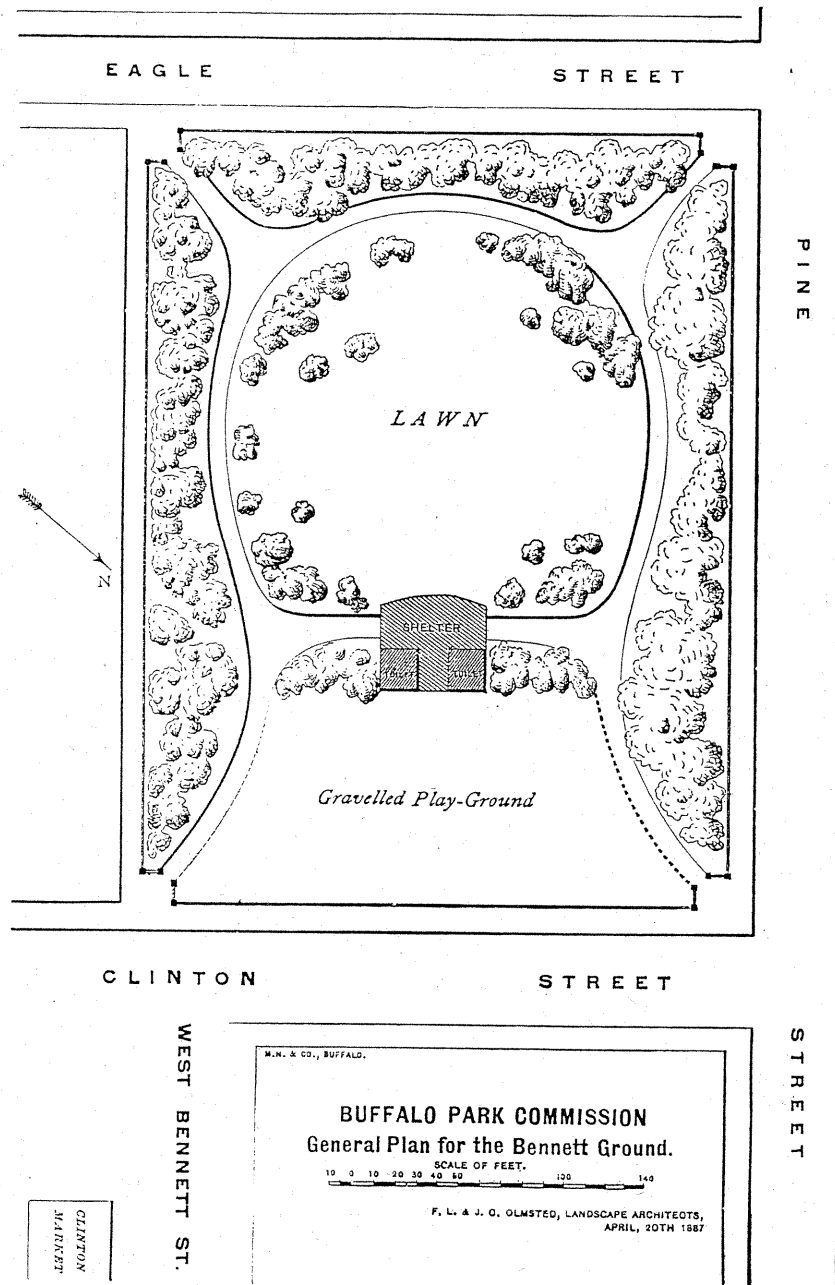 EAGLE STREET
PINE
LAWN
N
SHELTER
TOILET TOILET
Gravelled Play-Ground
CLINTON STREET
STREET
WEST BENNETT ST.
M.N. & CO., BUFFALO.
BUFFALO PARK COMMISSION
General Plan for the Bennett Ground.
SCALE OF FEET.
10 0 10 20 30 40 50 100 140
F. L. & J. C. OLMSTED, LANDSCAPE ARCHITECTS,
APRIL, 20TH 1887
CLINTON
MARKET